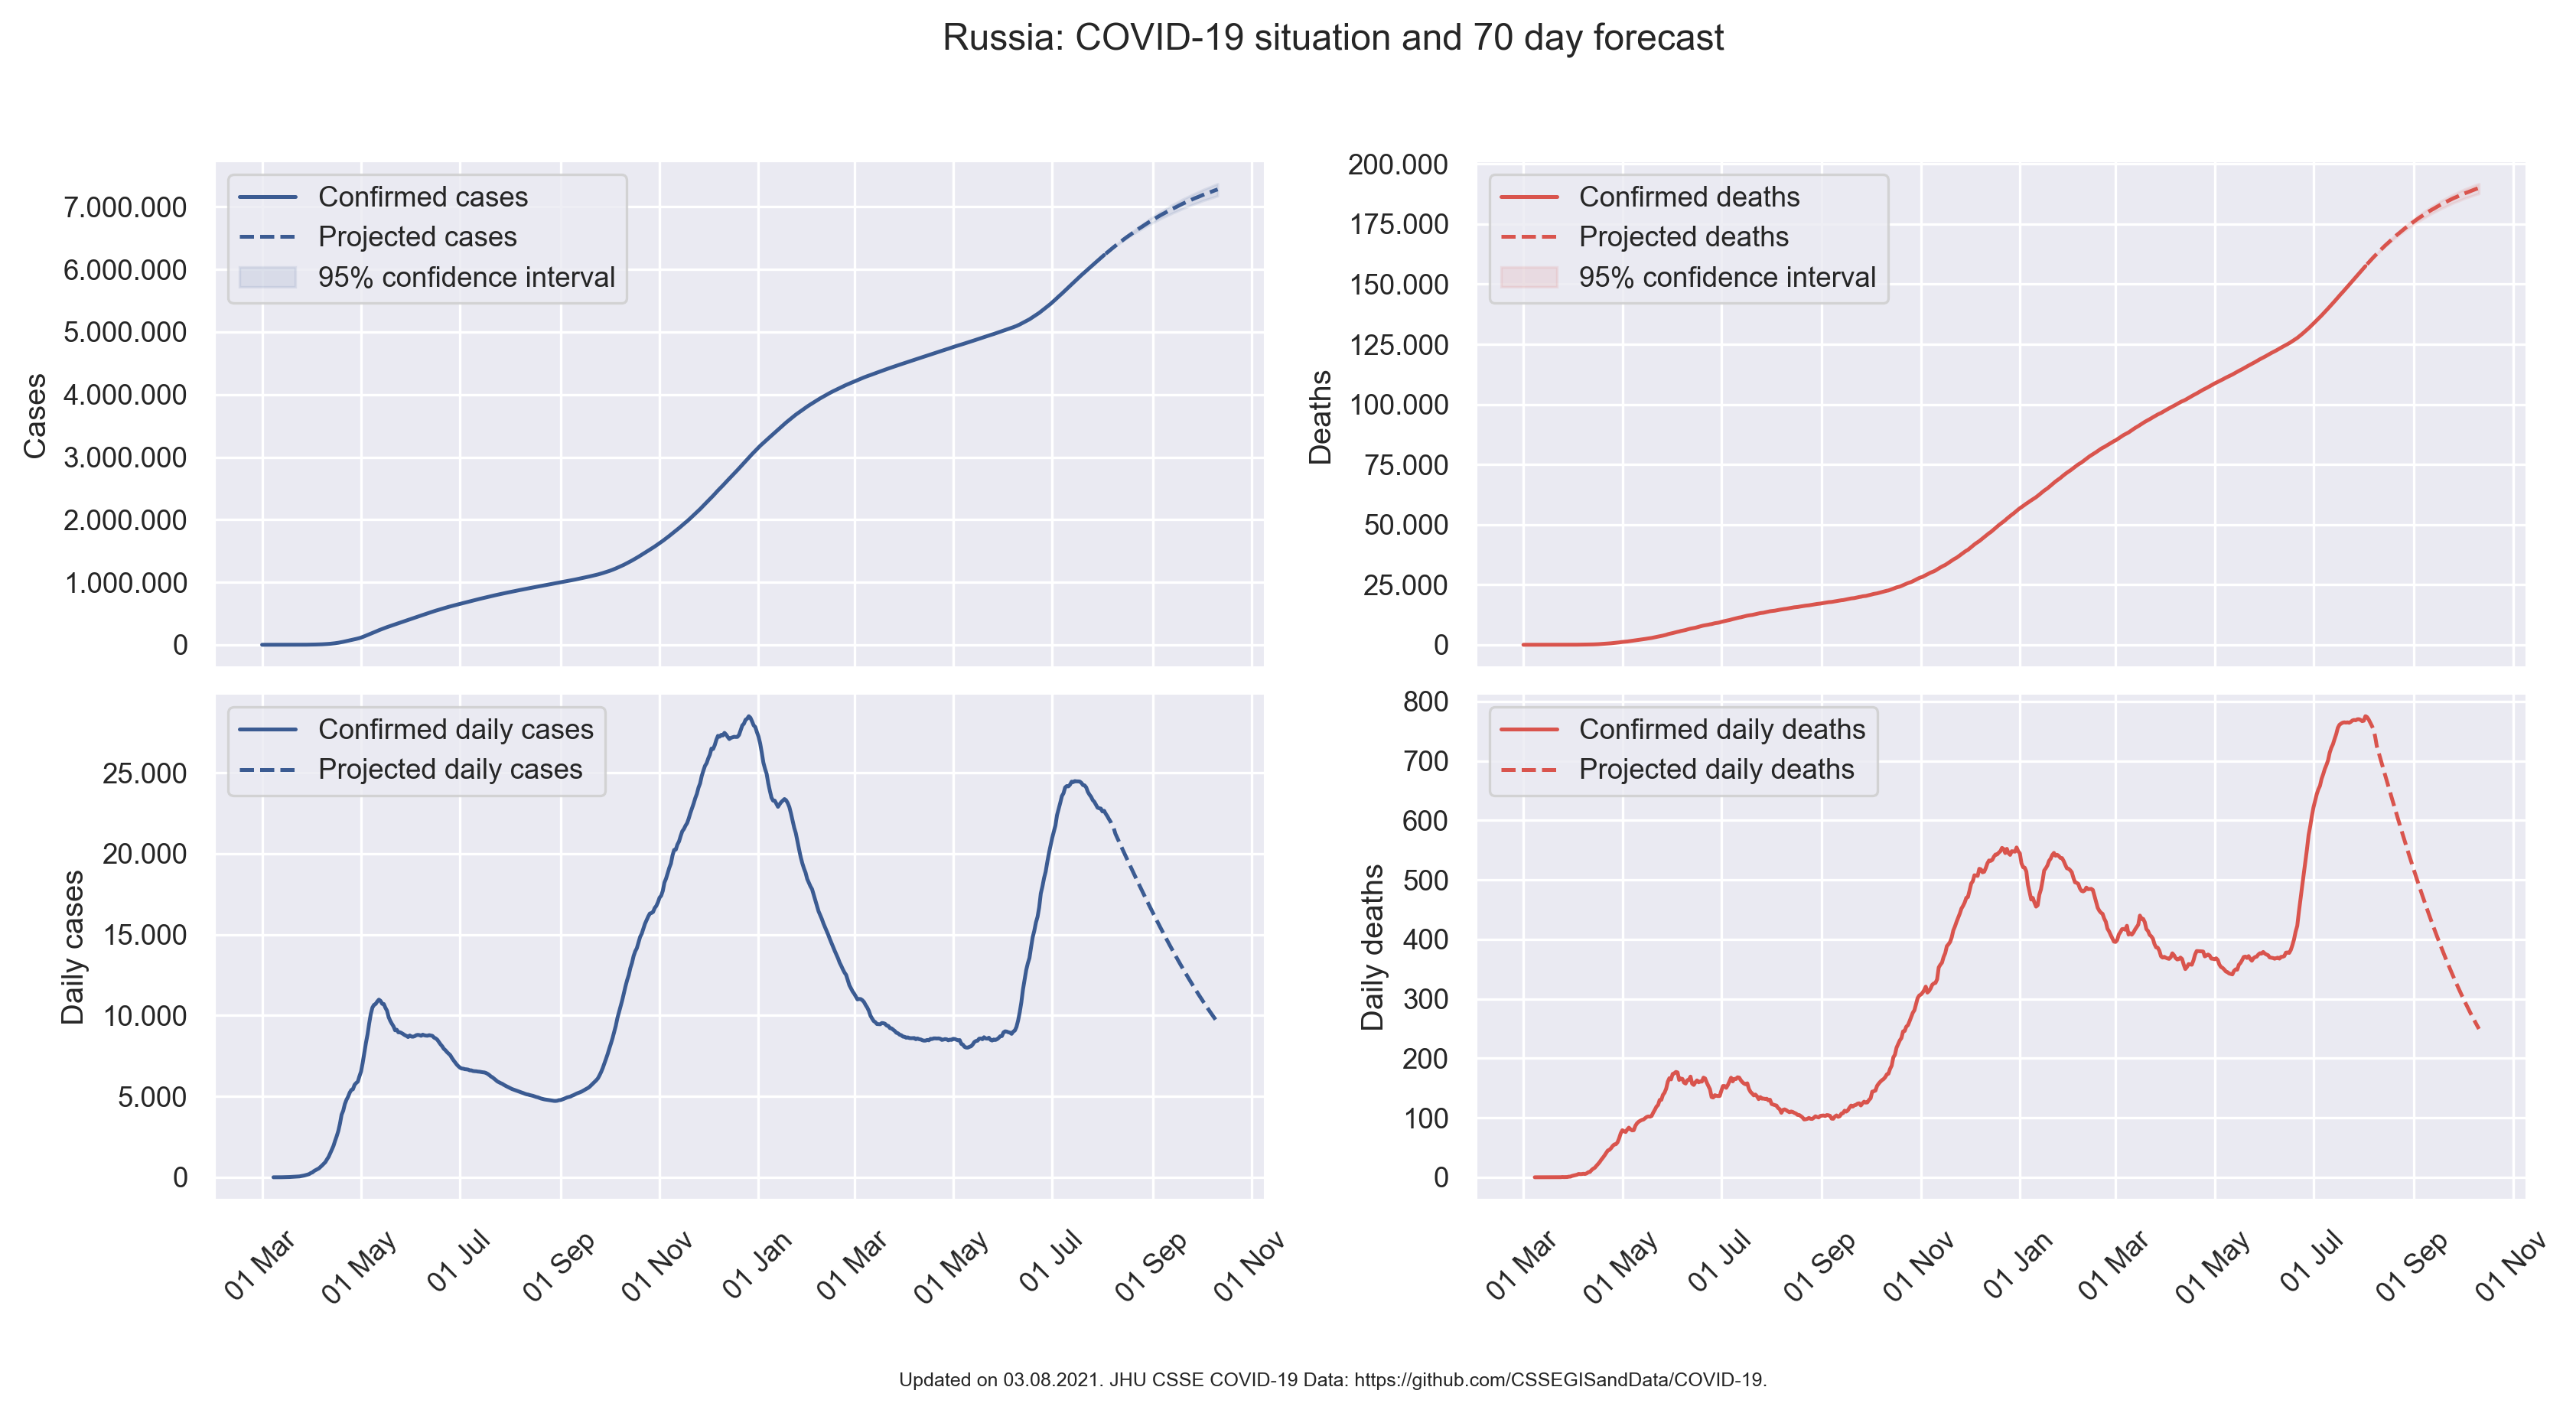 Russia: COVID-19 situation and 70 day forecast
Confirmed cases
Projected cases
95% confidence interval
Cases
7.000.000
6.000.000
5.000.000
4.000.000
3.000.000
2.000.000
1.000.000
0
Confirmed deaths
Projected deaths
95% confidence interval
Deaths
200.000
175.000
150.000
125.000
100.000
75.000
50.000
25.000
0
Confirmed daily cases
Projected daily cases
Daily cases
25.000
20.000
15.000
10.000
5.000
0
01 Mar
01 May
01 Jul
01 Sep
01 Nov
01 Jan
01 Mar
01 May
01 Jul
01 Sep
01 Nov
Confirmed daily deaths
Projected daily deaths
Daily deaths
800
700
600
500
400
300
200
100
0
01 Mar
01 May
01 Jul
01 Sep
01 Nov
01 Jan
01 Mar
01 May
01 Jul
01 Sep
01 Nov
Updated on 03.08.2021. JHU CSSE COVID-19 Data: https://github.com/CSSEGISandData/COVID-19.